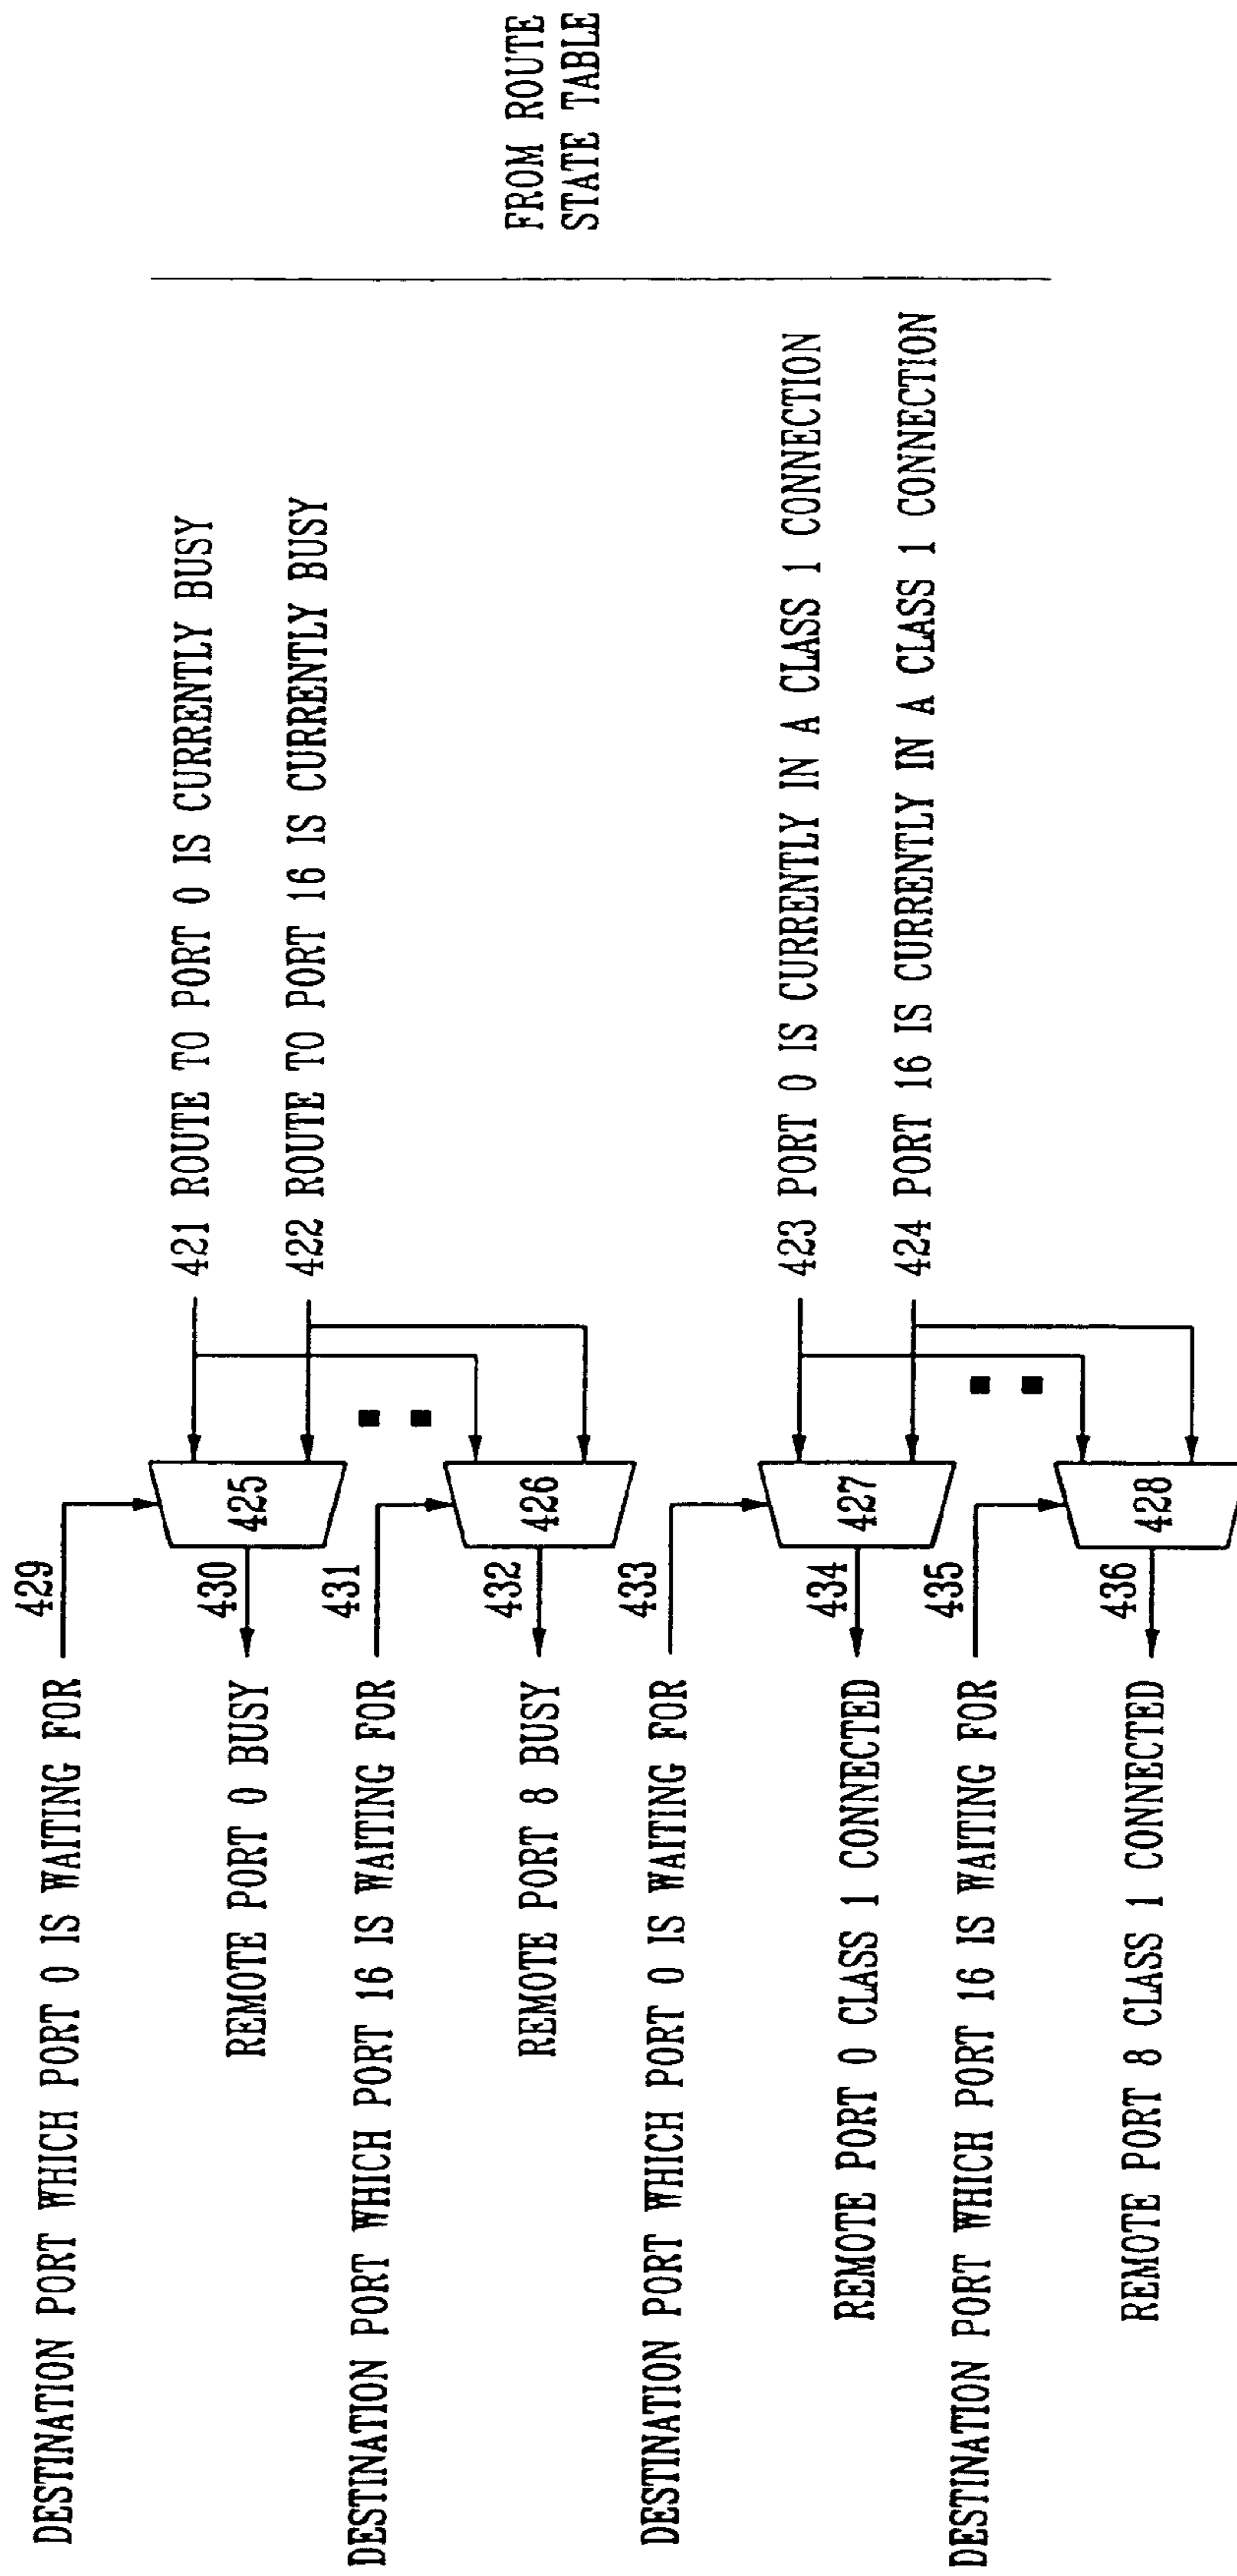 DESTINATION PORT WHICH PORT 0 IS WAITING FOR
429
421 ROUTE TO PORT 0 IS CURRENTLY BUSY
425
430
REMOTE PORT 0 BUSY
422 ROUTE TO PORT 16 IS CURRENTLY BUSY
DESTINATION PORT WHICH PORT 16 IS WAITING FOR
431
426
432
REMOTE PORT 8 BUSY
FROM ROUTE
STATE TABLE
DESTINATION PORT WHICH PORT 0 IS WAITING FOR
433
423 PORT 0 IS CURRENTLY IN A CLASS 1 CONNECTION
427
434
REMOTE PORT 0 CLASS 1 CONNECTED
424 PORT 16 IS CURRENTLY IN A CLASS 1 CONNECTION
DESTINATION PORT WHICH PORT 16 IS WAITING FOR
435
428
436
REMOTE PORT 8 CLASS 1 CONNECTED